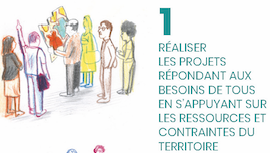 1
RÉALISER
LES PROJETS
RÉPONDANT AUX
BESOINS DE TOUS
EN S'APPUYANT SUR
LES RESSOURCES ET
CONTRAINTES DU
TERRITOIRE